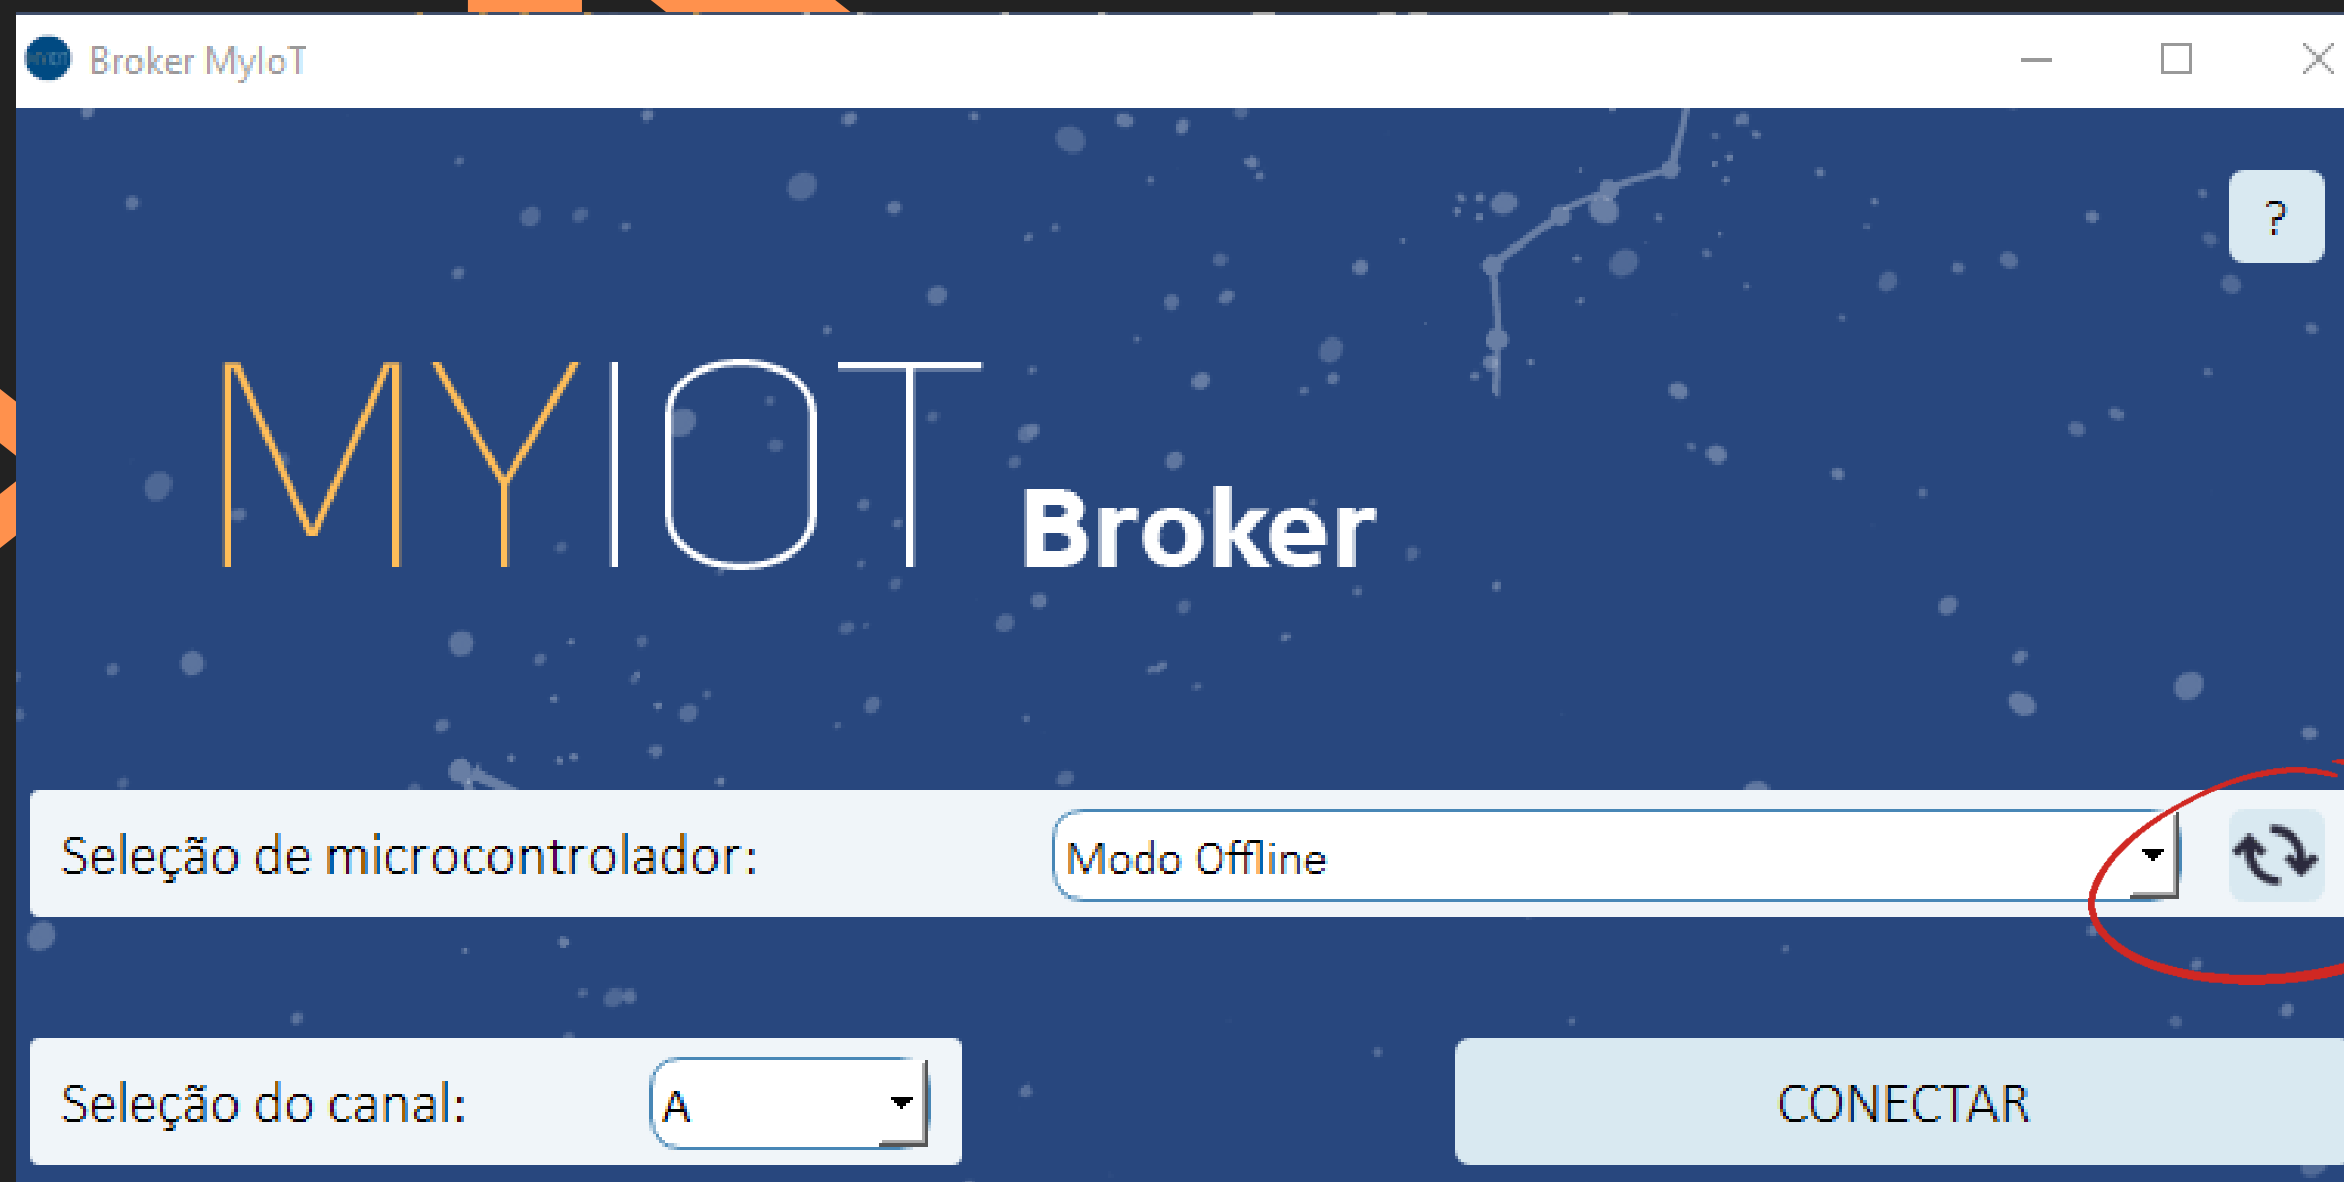 Broker MyIoT
?
MYIOT Broker
Seleção de microcontrolador:
Modo Offline
Seleção do canal:
A
CONECTAR